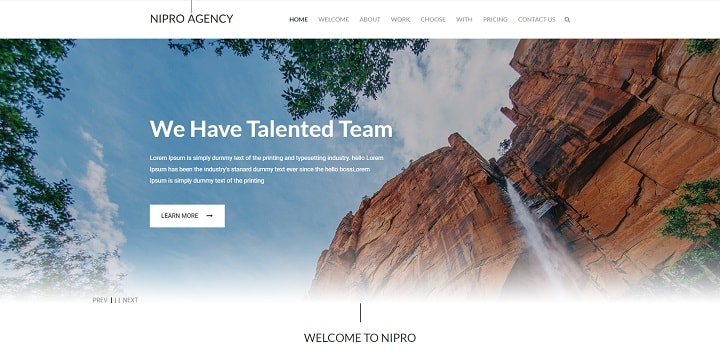 NIPRO AGENCY
HOME WELCOME ABOUT WORK CHOOSE WITH PRICING CONTACT US
We Have Talented Team
Lorem Ipsum is simply dummy text of the printing and typesetting industry. hello Lorem
Ipsum has been the industry's stanard dummy text ever since the hello bossLorem
Ipsum is simply dummy text of the printing
LEARN MORE
PREV | | | NEXT
WELCOME TO NIPRO